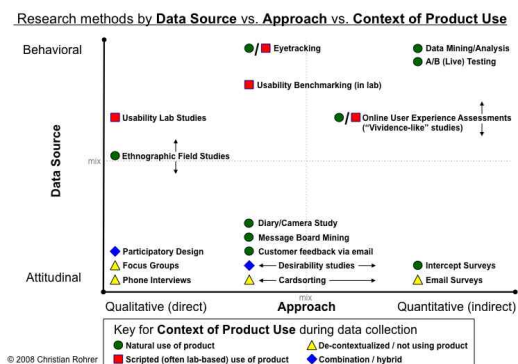 Research methods by Data Source vs. Approach vs. Context of Product Use
Behavioral
Eyetracking
Data Mining/Analysis
A/B (Live) Testing
Usability Benchmarking (in lab)
Usability Lab Studies
Online User Experience Assessments
("Vividence-like" studies)
Ethnographic Field Studies
mix
Data Source
Diary/Camera Study
Message Board Mining
Participatory Design
Customer feedback via email
Focus Groups
Desirability studies
Intercept Surveys
Phone Interviews
Cardsorting
Email Surveys
Attitudinal
mix
Qualitative (direct)
Approach
Quantitative (indirect)
Key for Context of Product Use during data collection
Natural use of product
De-contextualized / not using product
Scripted (often lab-based) use of product
Combination / hybrid
© 2008 Christian Rohrer